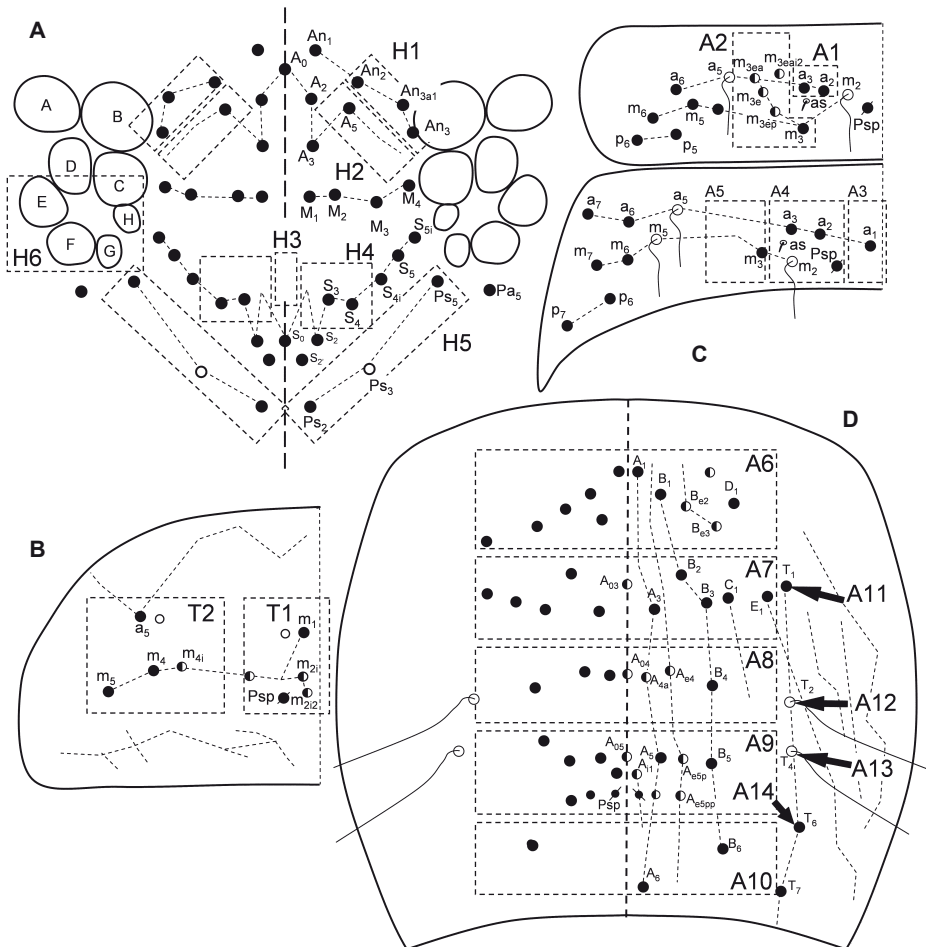 A
An₁
H1
A₀
An₂
A₂
An₃ₐ₁
A₅
An₃
A₃
A
B
D
C
E
H
F
G
H6
H2
M₁
M₂
M₃
M₄
S₅ᵢ
H3
H4
S₅
S₄ᵢ
S₃
S₄
Ps₅
Pa₅
S₀
S₂
S₂'
H5
Ps₃
Ps₂
A2
A1
a₅
m₃ₑₐ
m₃ₑₐᵢ₂
a₆
a₃
a₂
m₂
m₃ₑ
as
m₆
m₅
m₃ₑₚ
m₃
Psp
p₆
p₅
A5
A4
A3
a₇
a₆
a₅
a₃
a₂
a₁
m₅
as
m₇
m₆
m₃
m₂
Psp
p₆
p₇
C
D
B
T2
T1
a₅
m₁
m₄
m₄ᵢ
m₂ᵢ
m₅
Psp
m₂ᵢ₂
A₁
A6
B₁
Bₑ₂
D₁
Bₑ₃
A7
A₀₃
B₂
A₃
B₃
C₁
E₁
T₁
A11
A8
A₀₄
A₄ₐ
Aₑ₄
B₄
T₂
A12
A9
A₀₅
A₅
Aᵢ₁
Aₑ₅ₚ
B₅
T₄
A13
Psp
Aₑ₅ₚₚ
A14
T₆
B₆
A₆
A10
T₇